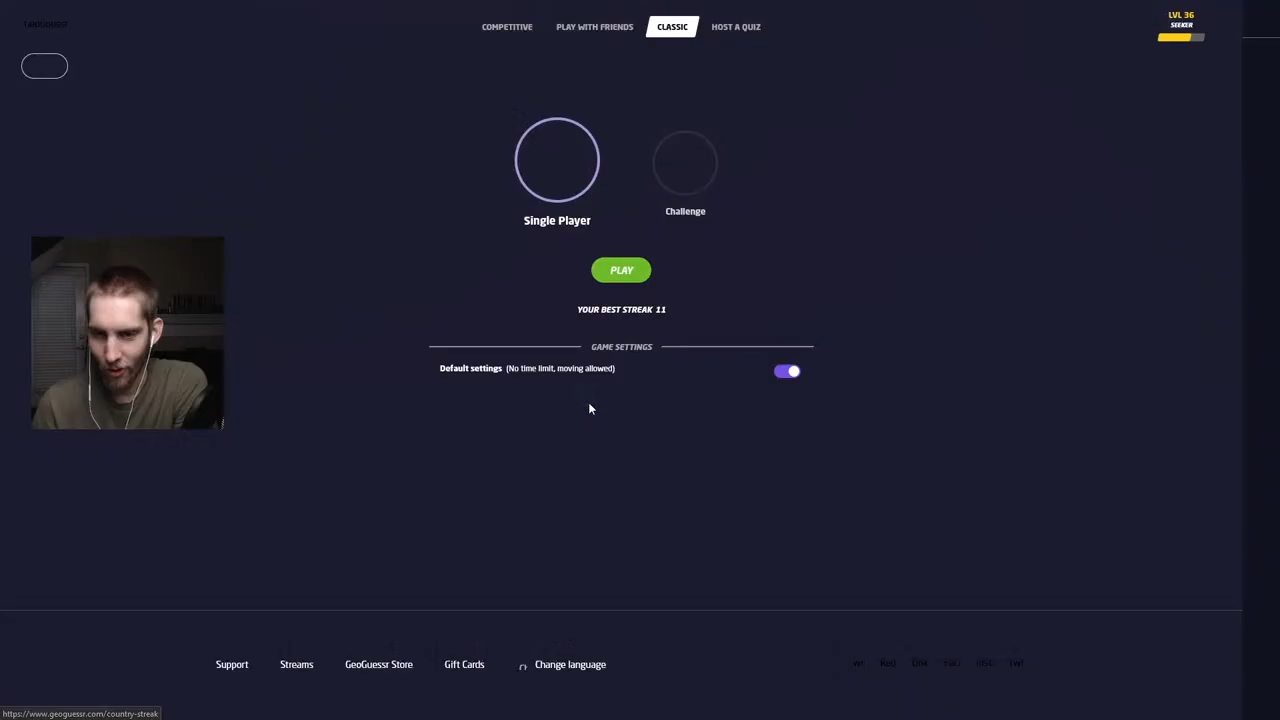 COMPETITIVE
PLAY WITH FRIENDS
CLASSIC
HOST A QUIZ
LVL 36
SEEKER
Single Player
Challenge
PLAY
YOUR BEST STREAK 11
GAME SETTINGS
Default settings (No time limit, moving allowed)
Support
Streams
GeoGuessr Store
Gift Cards
Change language
https://www.geoguessr.com/country-streak